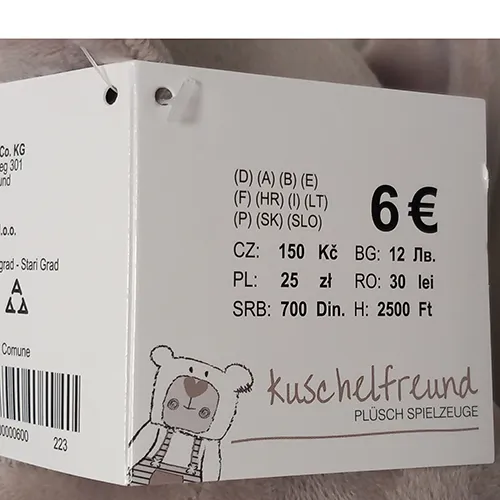 Co. KG
eg 301
und
.o.o.
grad - Stari Grad
Comune
00000600 223
(D) (A) (B) (E)
(F) (HR) (I) (LT)
(P) (SK) (SLO)
6 €
CZ: 150 Kč BG: 12 Лв.
PL: 25 zł RO: 30 lei
SRB: 700 Din. H: 2500 Ft
kuschelfreund
PLÜSCH SPIELZEUGE